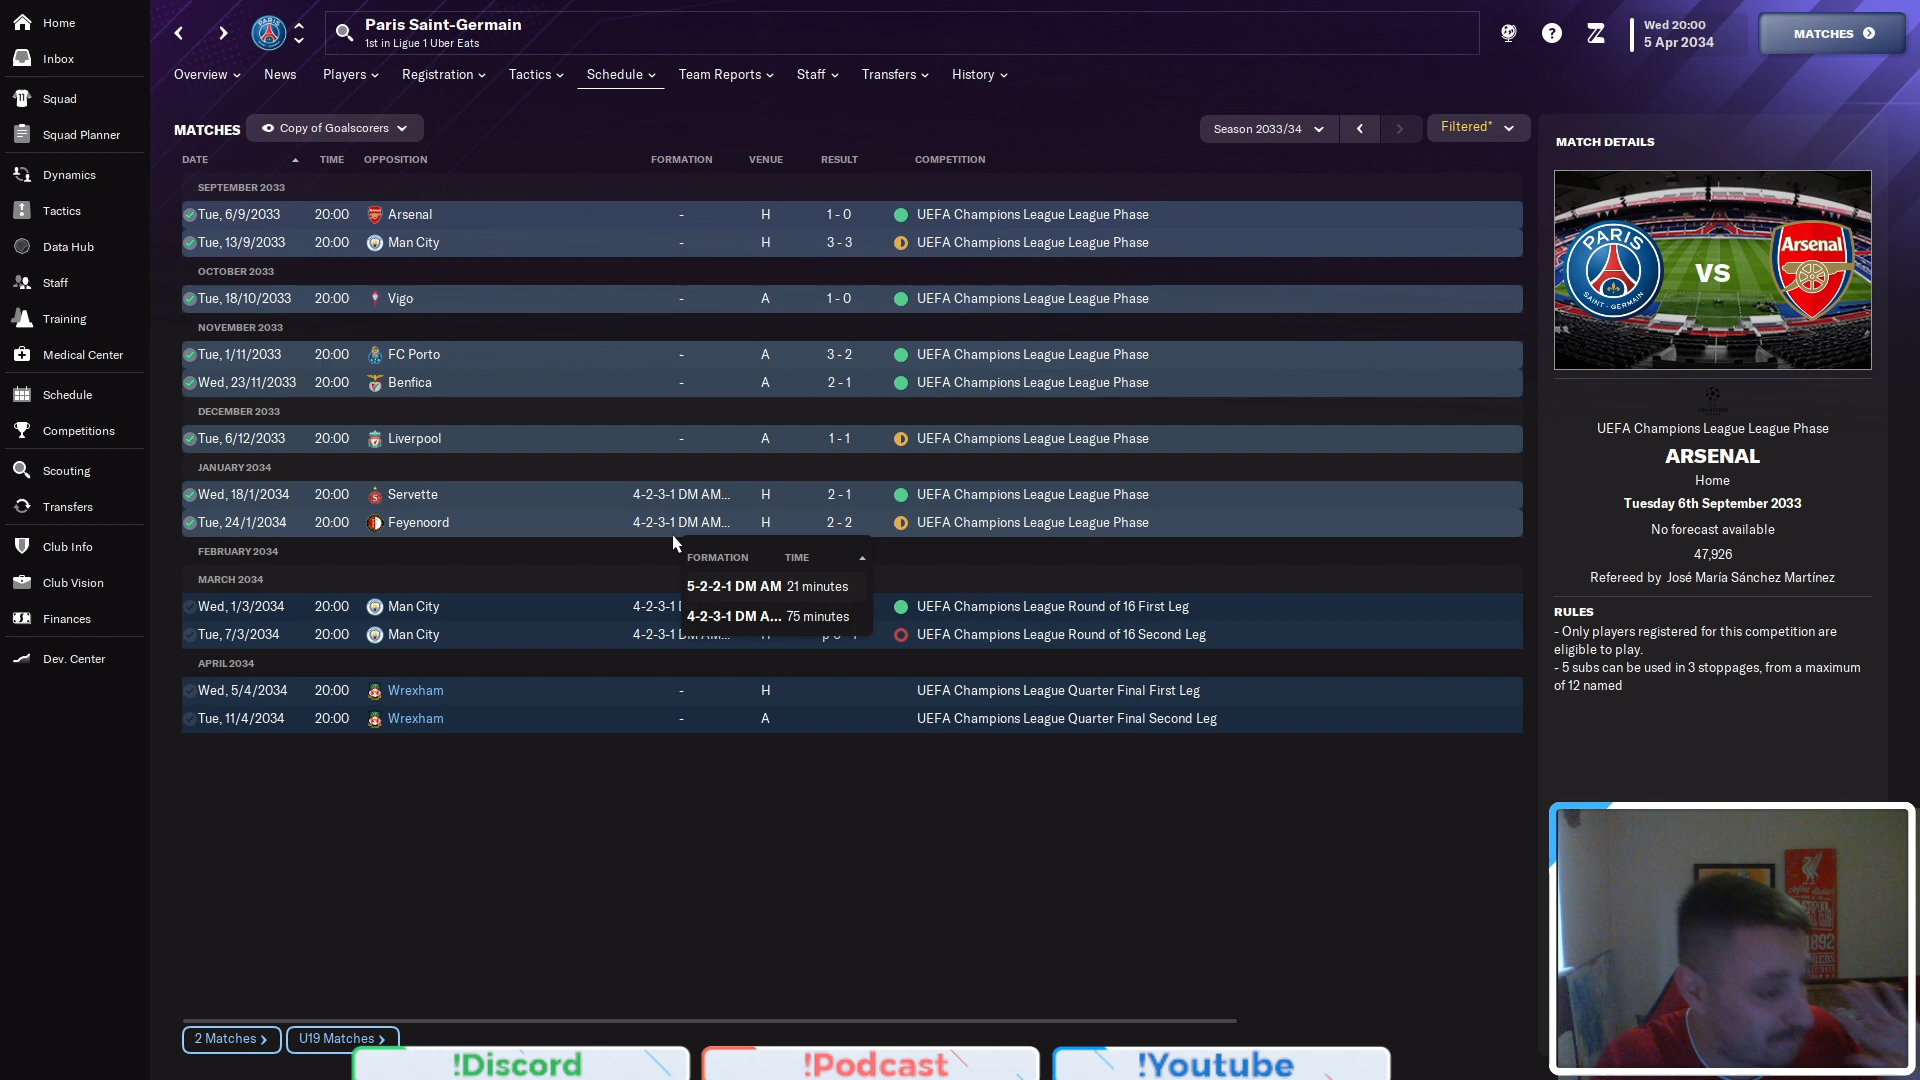 Home
Inbox
Squad
Squad Planner
Dynamics
Tactics
Data Hub
Staff
Training
Medical Center
Schedule
Competitions
Scouting
Transfers
Club Info
Club Vision
Finances
Dev. Center
Paris Saint-Germain
1st in Ligue 1 Uber Eats
Wed 20:00
5 Apr 2034
MATCHES
Overview News Players Registration Tactics Schedule Team Reports Staff Transfers History
MATCHES Copy of Goalscorers Season 2033/34 Filtered*
DATE TIME OPPOSITION FORMATION VENUE RESULT COMPETITION
SEPTEMBER 2033
Tue, 6/9/2033 20:00 Arsenal - H 1 - 0 UEFA Champions League League Phase
Tue, 13/9/2033 20:00 Man City - H 3 - 3 UEFA Champions League League Phase
OCTOBER 2033
Tue, 18/10/2033 20:00 Vigo - A 1 - 0 UEFA Champions League League Phase
NOVEMBER 2033
Tue, 1/11/2033 20:00 FC Porto - A 3 - 2 UEFA Champions League League Phase
Wed, 23/11/2033 20:00 Benfica - A 2 - 1 UEFA Champions League League Phase
DECEMBER 2033
Tue, 6/12/2033 20:00 Liverpool - A 1 - 1 UEFA Champions League League Phase
JANUARY 2034
Wed, 18/1/2034 20:00 Servette 4-2-3-1 DM AM... H 2 - 1 UEFA Champions League League Phase
Tue, 24/1/2034 20:00 Feyenoord 4-2-3-1 DM AM... H 2 - 2 UEFA Champions League League Phase
FEBRUARY 2034
MARCH 2034
Wed, 1/3/2034 20:00 Man City 4-2-3-1 UEFA Champions League Round of 16 First Leg
Tue, 7/3/2034 20:00 Man City 4-2-3-1 UEFA Champions League Round of 16 Second Leg
APRIL 2034
Wed, 5/4/2034 20:00 Wrexham - H UEFA Champions League Quarter Final First Leg
Tue, 11/4/2034 20:00 Wrexham - A UEFA Champions League Quarter Final Second Leg
FORMATION TIME
5-2-2-1 DM AM 21 minutes
4-2-3-1 DM A... 75 minutes
2 Matches
U19 Matches
MATCH DETAILS
PARIS
SAINT-GERMAIN
VS
Arsenal
UEFA Champions League League Phase
ARSENAL
Home
Tuesday 6th September 2033
No forecast available
47,926
Refereed by José María Sánchez Martínez
RULES
- Only players registered for this competition are
eligible to play.
- 5 subs can be used in 3 stoppages, from a maximum
of 12 named
!Discord
!Podcast
!Youtube